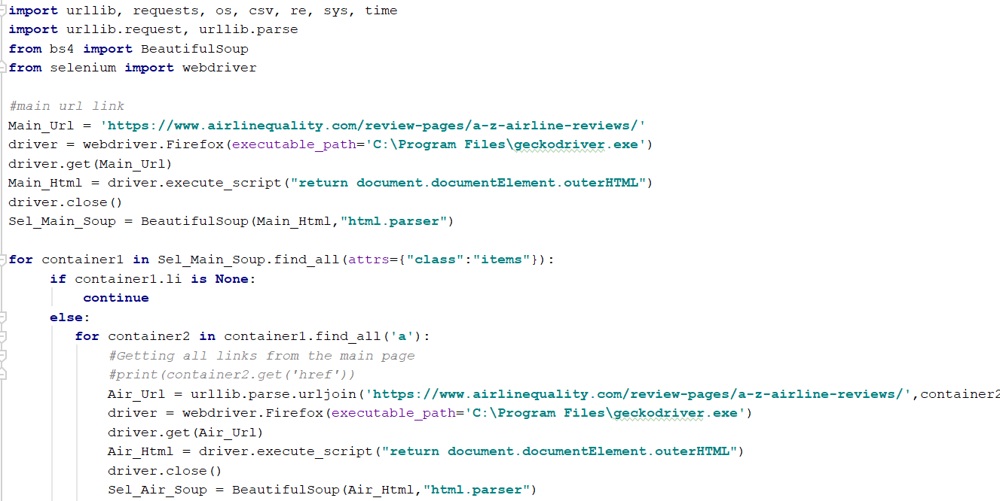 import urllib, requests, os, csv, re, sys, time
import urllib.request, urllib.parse
from bs4 import BeautifulSoup
from selenium import webdriver

#main url link
Main_Url = 'https://www.airlinequality.com/review-pages/a-z-airline-reviews/'
driver = webdriver.Firefox(executable_path='C:\Program Files\geckodriver.exe')
driver.get(Main_Url)
Main_Html = driver.execute_script("return document.documentElement.outerHTML")
driver.close()
Sel_Main_Soup = BeautifulSoup(Main_Html,"html.parser")

for container1 in Sel_Main_Soup.find_all(attrs={"class":"items"}):
     if container1.li is None:
         continue
     else:
        for container2 in container1.find_all('a'):
            #Getting all links from the main page
            #print(container2.get('href'))
            Air_Url = urllib.parse.urljoin('https://www.airlinequality.com/review-pages/a-z-airline-reviews/',container2
            driver = webdriver.Firefox(executable_path='C:\Program Files\geckodriver.exe')
            driver.get(Air_Url)
            Air_Html = driver.execute_script("return document.documentElement.outerHTML")
            driver.close()
            Sel_Air_Soup = BeautifulSoup(Air_Html,"html.parser")